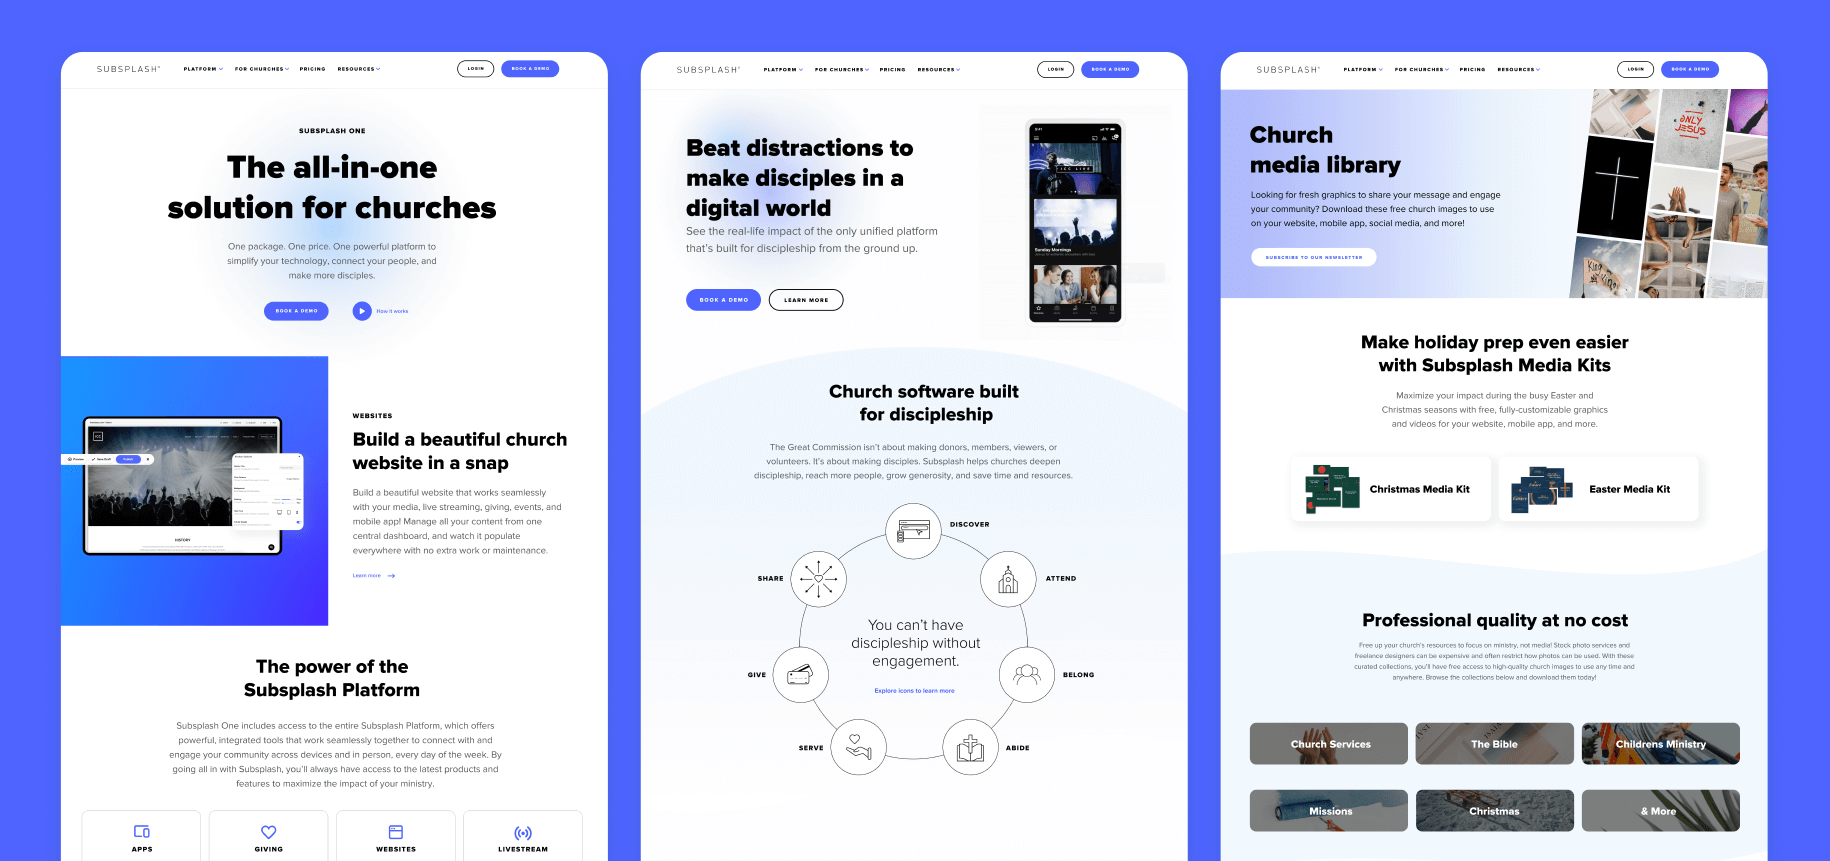 SUBSPLASH
PLATFORM
FOR CHURCHES
PRICING
RESOURCES
LOGIN
BOOK A DEMO
SUBSPLASH ONE
The all-in-one
solution for churches
One package. One price. One powerful platform to
simplify your technology, connect your people, and
make more disciples.
BOOK A DEMO
How it works
HISTORY
WEBSITES
Build a beautiful church
website in a snap
Build a beautiful website that works seamlessly
with your media, live streaming, giving, events, and
mobile app! Manage all your content from one
central dashboard, and watch it populate
everywhere with no extra work or maintenance.
Learn more
The power of the
Subsplash Platform
Subsplash One includes access to the entire Subsplash Platform, which offers
powerful, integrated tools that work seamlessly together to connect with and
engage your community across devices and in person, every day of the week. By
going all in with Subsplash, you'll always have access to the latest products and
features to maximize the impact of your ministry.
APPS
GIVING
WEBSITES
LIVESTREAM
SUBSPLASH
PLATFORM
FOR CHURCHES
PRICING
RESOURCES
LOGIN
BOOK A DEMO
Beat distractions to
make disciples in a
digital world
See the real-life impact of the only unified platform
that's built for discipleship from the ground up.
BOOK A DEMO
LEARN MORE
9:41
ICC LIVE
Sunday Mornings
Church software built
for discipleship
The Great Commission isn't about making donors, members, viewers, or
volunteers. It's about making disciples. Subsplash helps churches deepen
discipleship, reach more people, grow generosity, and save time and resources.
DISCOVER
SHARE
ATTEND
You can't have
discipleship without
engagement.
GIVE
BELONG
Explore icons to learn more
SERVE
ABIDE
SUBSPLASH
PLATFORM
FOR CHURCHES
PRICING
RESOURCES
LOGIN
BOOK A DEMO
Church
media library
Looking for fresh graphics to share your message and engage
your community? Download these free church images to use
on your website, mobile app, social media, and more!
SUBSCRIBE TO OUR NEWSLETTER
ONLY
JESUS
King of Kings
Make holiday prep even easier
with Subsplash Media Kits
Maximize your impact during the busy Easter and
Christmas seasons with free, fully-customizable graphics
and videos for your website, mobile app, and more.
Christmas Media Kit
Easter Media Kit
Professional quality at no cost
Free up your church's resources to focus on ministry, not media! Stock photo services and
freelance designers can be expensive and often restrict how photos can be used. With these
curated collections, you'll have free access to high-quality church images to use any time and
anywhere. Browse the collections below and download them today!
Church Services
The Bible
Childrens Ministry
Missions
Christmas
& More